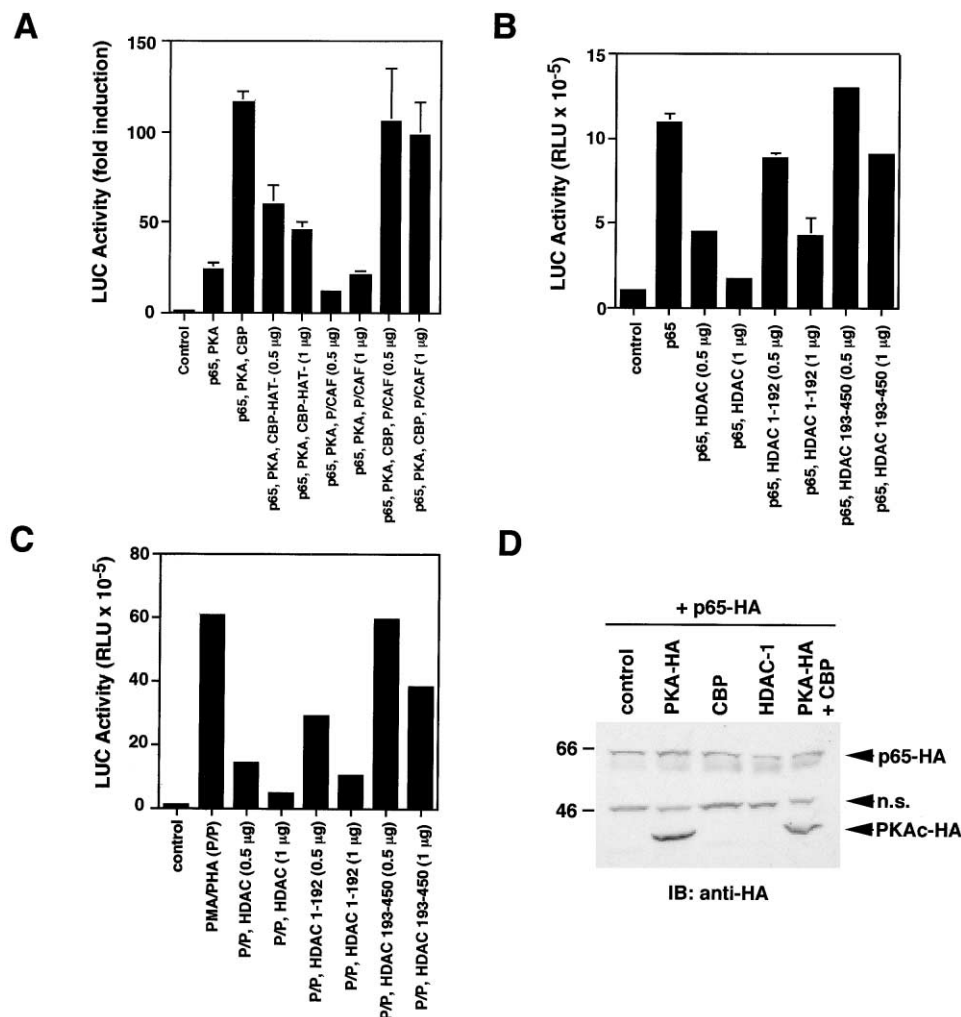 A
LUC Activity (fold induction)
150
100
50
0
Control
p65, PKA
p65, PKA, CBP
p65, PKA, CBP-HAT- (0.5 µg)
p65, PKA, CBP-HAT- (1 µg)
p65, PKA, P/CAF (0.5 µg)
p65, PKA, P/CAF (1 µg)
p65, PKA, CBP, P/CAF (0.5 µg)
p65, PKA, CBP, P/CAF (1 µg)
B
LUC Activity (RLU x 10-5)
15
10
5
0
control
p65
p65, HDAC (0.5 µg)
p65, HDAC (1 µg)
p65, HDAC 1-192 (0.5 µg)
p65, HDAC 1-192 (1 µg)
p65, HDAC 193-450 (0.5 µg)
p65, HDAC 193-450 (1 µg)
C
LUC Activity (RLU x 10-5)
80
60
40
20
0
control
PMA/PHA (P/P)
P/P, HDAC (0.5 µg)
P/P, HDAC (1 µg)
P/P, HDAC 1-192 (0.5 µg)
P/P, HDAC 1-192 (1 µg)
P/P, HDAC 193-450 (0.5 µg)
P/P, HDAC 193-450 (1 µg)
D
+ p65-HA
control
PKA-HA
CBP
HDAC-1
PKA-HA
+ CBP
66
46
p65-HA
n.s.
PKAc-HA
IB: anti-HA